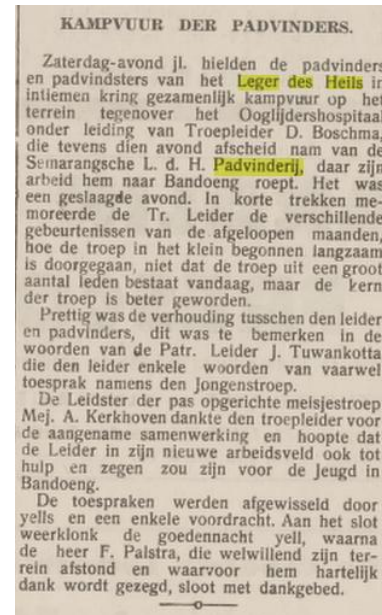 KAMPVUUR DER PADVINDERS.
Zaterdag-avond jl. hielden de padvinders
en padvindsters van het Leger des Heils in
intiemen kring gezamenlijk kampvuur op het
terrein tegenover het Ooglijdershospitaal
onder leiding van Troepleider D. Boschma,
die tevens dien avond afscheid nam van de
Semarangsche L. d. H. Padvinderij, daar zijn
arbeid hem naar Bandoeng roept. Het was
een geslaagde avond. In korte trekken me-
moreerde de Tr. Leider de verschillende
gebeurtenissen van de afgeloopen maanden,
hoe de troep in het klein begonnen langzaam
is doorgegaan, niet dat de troep uit een groot
aantal leden bestaat vandaag, maar de kern
der troep is beter geworden.
Prettig was de verhouding tusschen den leider
en padvinders, dit was te bemerken in de
woorden van de Patr. Leider J. Tuwankotta
die den leider enkele woorden van vaarwel
toesprak namens den Jongenstroep.
De Leidster der pas opgerichte meisjestroep
Mej. A. Kerkhoven dankte den troepleider voor
de aangename samenwerking en hoopte dat
de Leider in zijn nieuwe arbeidsveld ook tot
hulp en zegen zou zijn voor de Jeugd in
Bandoeng.
De toespraken werden afgewisseld door
yells en een enkele voordracht. Aan het slot
weerklonk de goedennacht yell, waarna
de heer F. Palstra, die welwillend zijn ter-
rein afstond en waarvoor hem hartelijk
dank wordt gezegd, sloot met dankgebed.